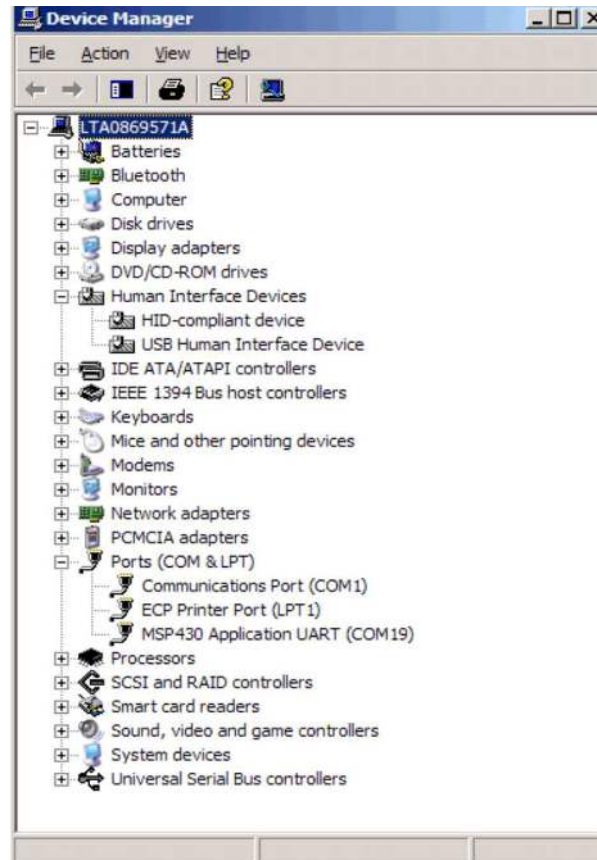 Device Manager
File Action View Help
LTA0869571A
Batteries
Bluetooth
Computer
Disk drives
Display adapters
DVD/CD-ROM drives
Human Interface Devices
HID-compliant device
USB Human Interface Device
IDE ATA/ATAPI controllers
IEEE 1394 Bus host controllers
Keyboards
Mice and other pointing devices
Modems
Monitors
Network adapters
PCMCIA adapters
Ports (COM & LPT)
Communications Port (COM1)
ECP Printer Port (LPT1)
MSP430 Application UART (COM19)
Processors
SCSI and RAID controllers
Smart card readers
Sound, video and game controllers
System devices
Universal Serial Bus controllers